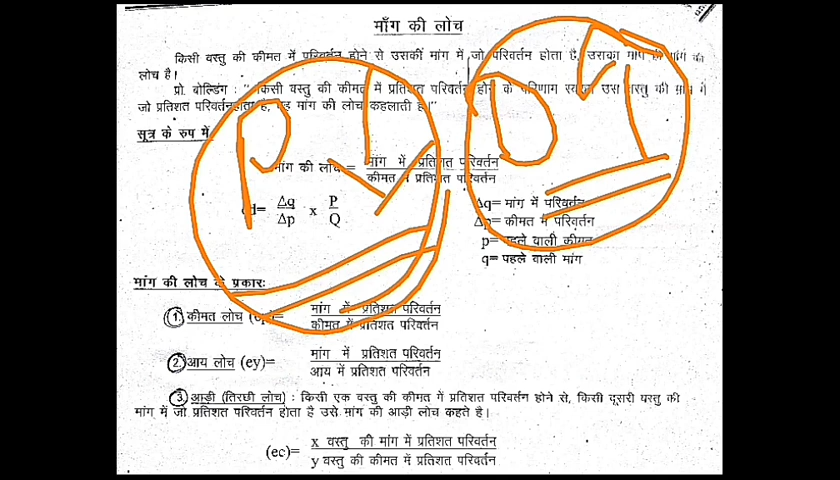 माँग की लोच
किसी वस्तु की कीमत में परिवर्तन होने से उसकी मांग में जो परिवर्तन होता है, उसका माप ही मांग की
लोच है।
प्रो. बोल्डिंग : "किसी वस्तु की कीमत में प्रतिशत परिवर्तन होने के परिणाम उस वस्तु की में
जो प्रतिशत परिवर्तन होता है, वह मांग की लोच कहलाती है।"
सूत्र के रुप में
मांग की लोच = मांग में प्रतिशत परिवर्तन
कीमत में प्रतिशत परिवर्तन
ed= Δq x P
Δp Q
Δq= मांग में परिवर्तन
Δp= कीमत में परिवर्तन
p= पहले वाली कीमत
q= पहले वाली मांग
मांग की लोच के प्रकारः
1. कीमत लोच = मांग में प्रतिशत परिवर्तन
कीमत में प्रतिशत परिवर्तन
2. आय लोच (ey)= मांग में प्रतिशत परिवर्तन
आय में प्रतिशत परिवर्तन
3. आड़ी (तिरछी लोच) : किसी एक वस्तु की कीमत में प्रतिशत परिवर्तन होने से, किसी दूसरी वस्तु की
मांग में जो प्रतिशत परिवर्तन होता है उसे मांग की आड़ी लोच कहते है।
(ec)= x वस्तु की मांग में प्रतिशत परिवर्तन
y वस्तु की कीमत में प्रतिशत परिवर्तन